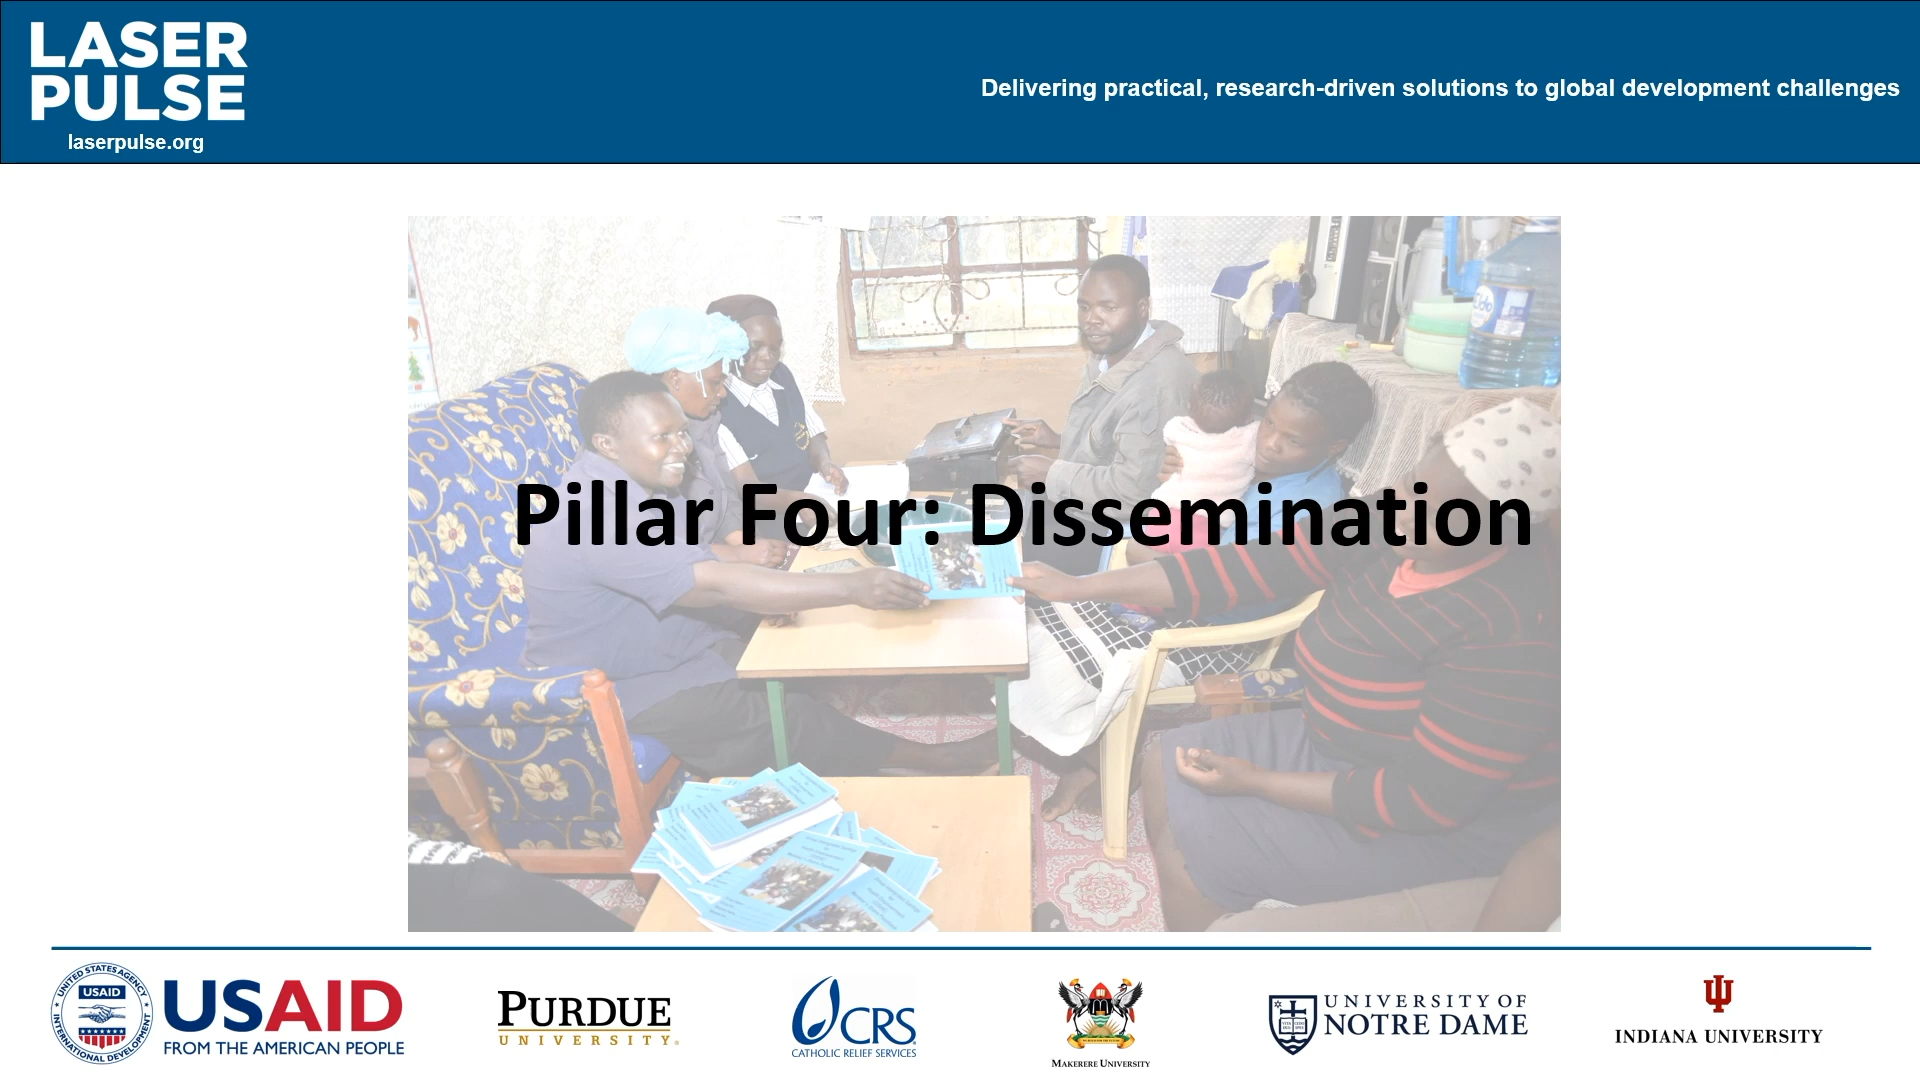 LASER
PULSE
laserpulse.org
Delivering practical, research-driven solutions to global development challenges
Pillar Four: Dissemination
UNITED STATES AGENCY
USAID
INTERNATIONAL DEVELOPMENT
USAID
FROM THE AMERICAN PEOPLE
PURDUE
UNIVERSITY
CRS
CATHOLIC RELIEF SERVICES
MAKERERE UNIVERSITY
UNIVERSITY OF
NOTRE DAME
INDIANA UNIVERSITY